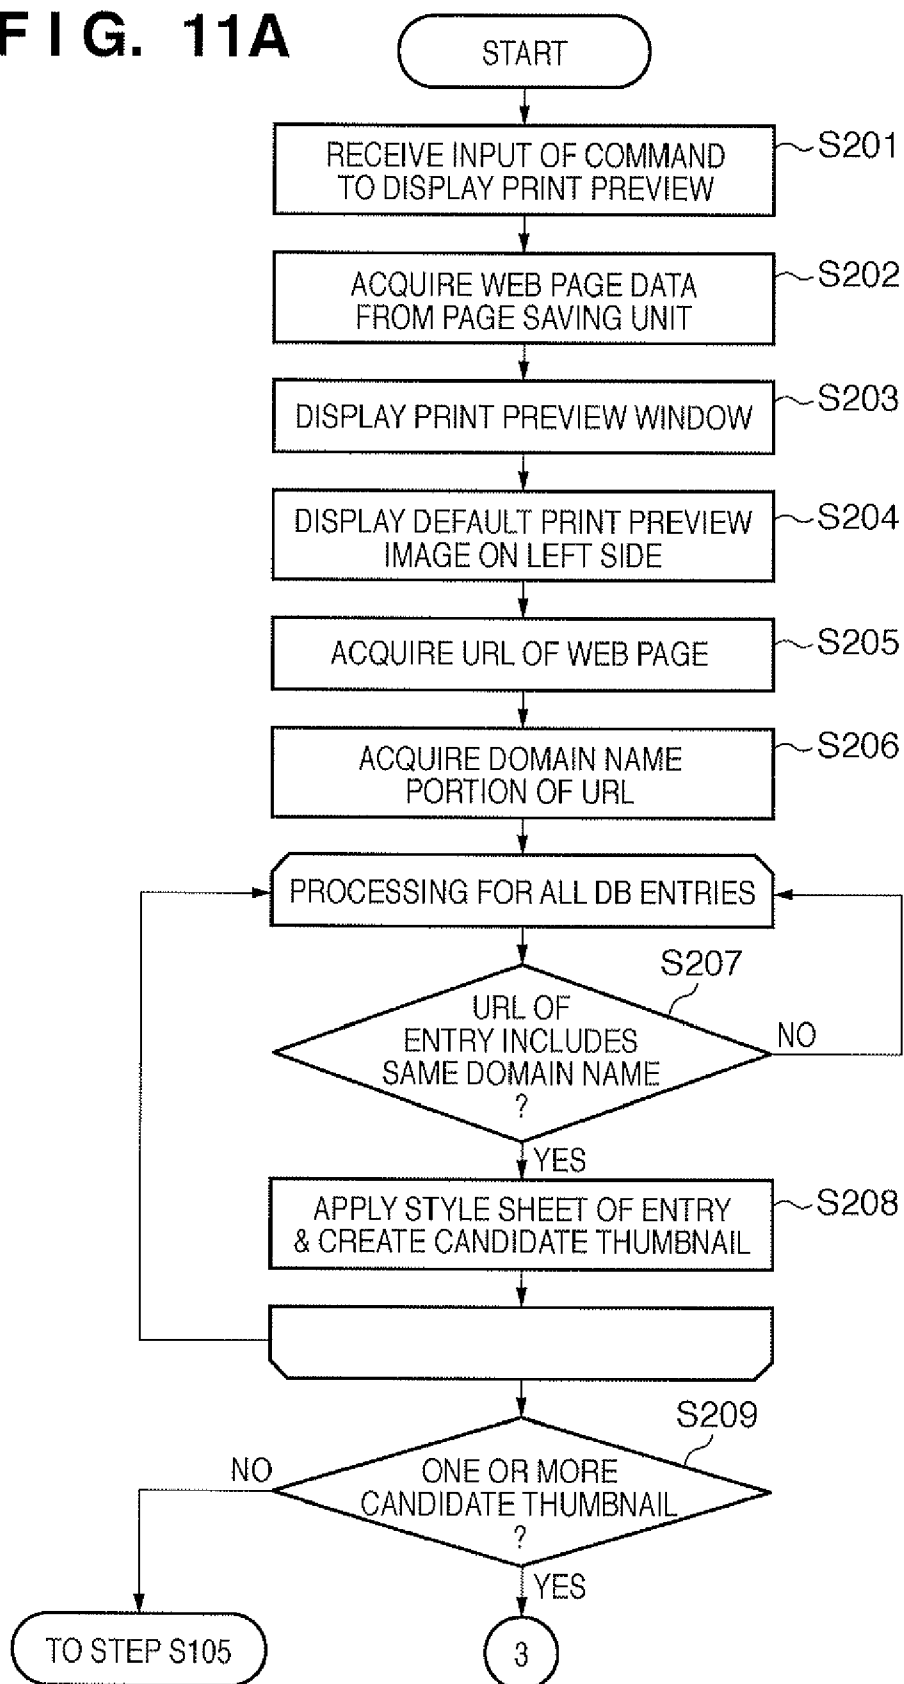 FIG. 11A
START
RECEIVE INPUT OF COMMAND
TO DISPLAY PRINT PREVIEW
S201
ACQUIRE WEB PAGE DATA
FROM PAGE SAVING UNIT
S202
DISPLAY PRINT PREVIEW WINDOW
S203
DISPLAY DEFAULT PRINT PREVIEW
IMAGE ON LEFT SIDE
S204
ACQUIRE URL OF WEB PAGE
S205
ACQUIRE DOMAIN NAME
PORTION OF URL
S206
PROCESSING FOR ALL DB ENTRIES
S207
URL OF
ENTRY INCLUDES
SAME DOMAIN NAME
?
NO
YES
APPLY STYLE SHEET OF ENTRY
& CREATE CANDIDATE THUMBNAIL
S208
S209
ONE OR MORE
CANDIDATE THUMBNAIL
?
NO
YES
TO STEP S105
3